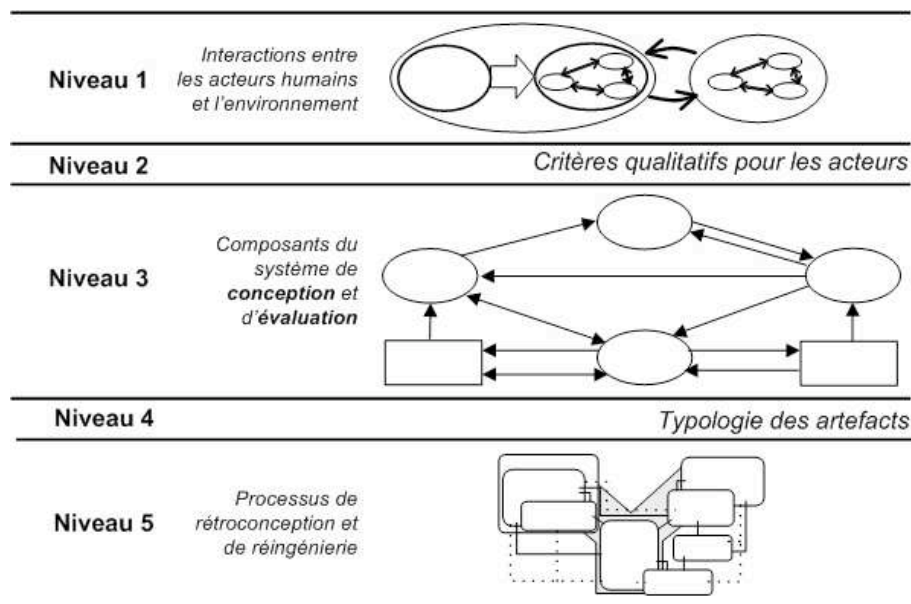 Niveau 1
Interactions entre
les acteurs humains
et l'environnement
Niveau 2
Critères qualitatifs pour les acteurs
Niveau 3
Composants du
système de
conception et
d'évaluation
Niveau 4
Typologie des artefacts
Niveau 5
Processus de
rétroconception et
de réingénierie